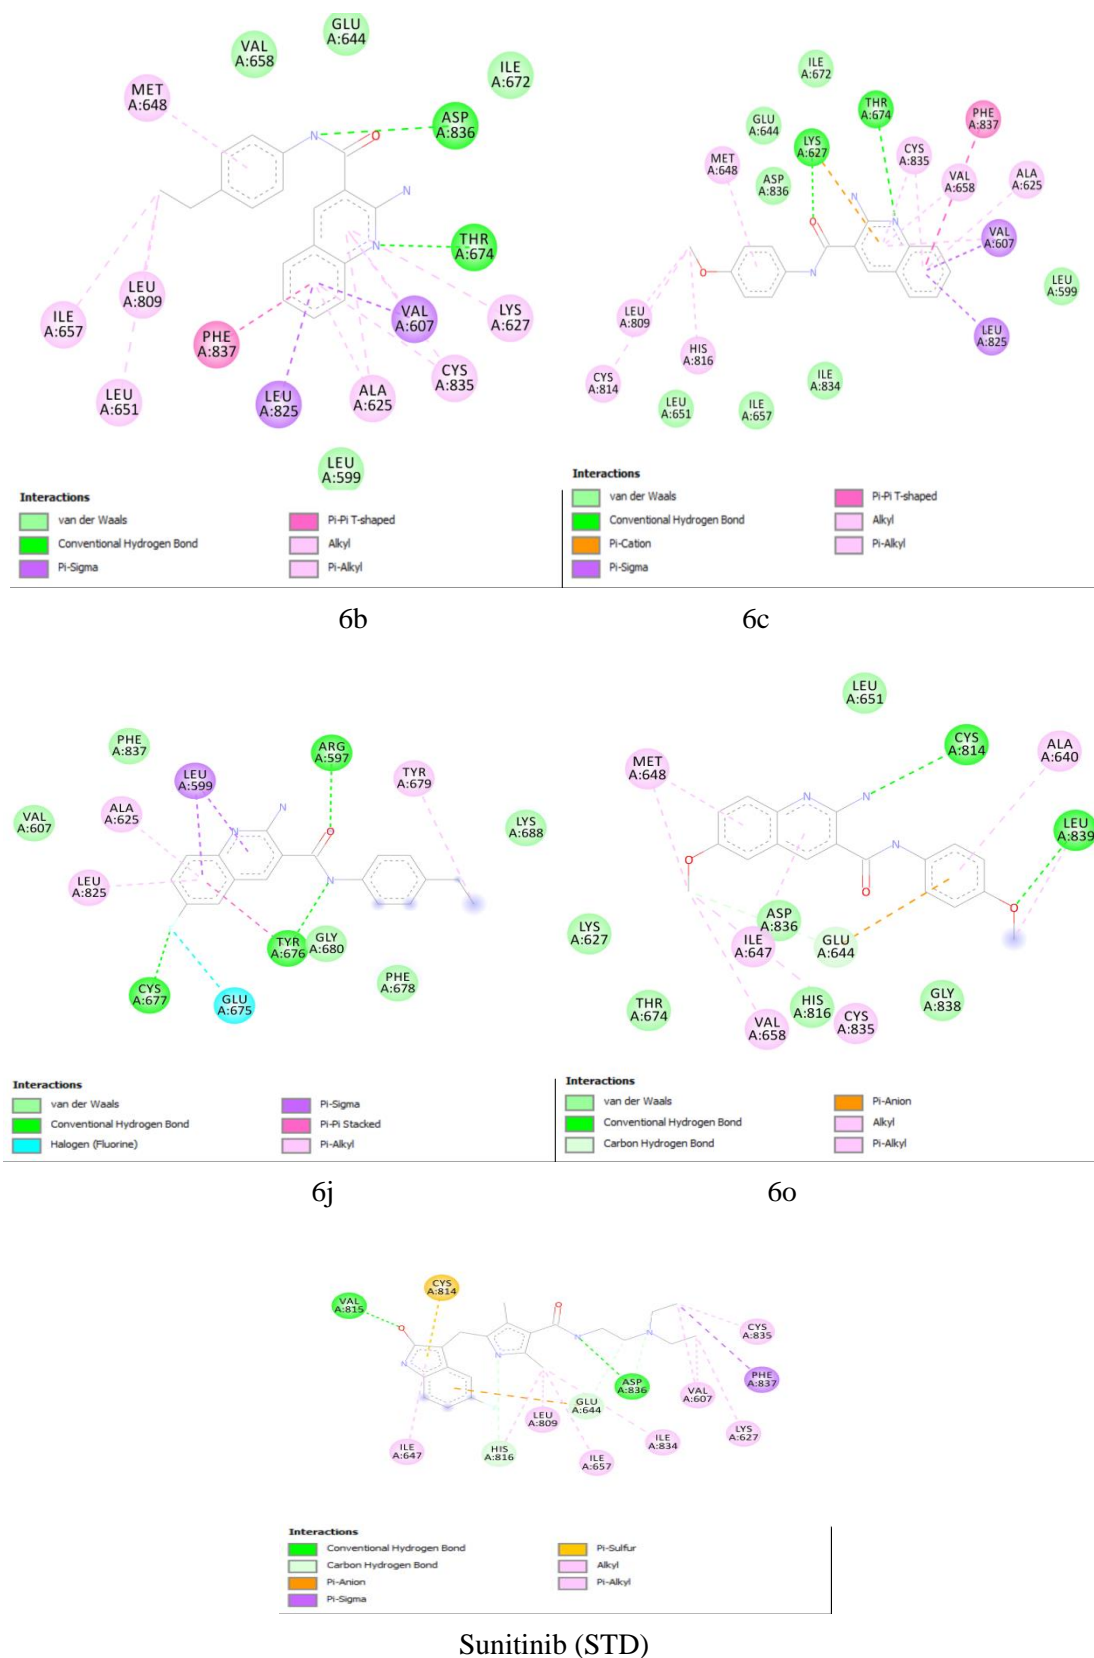 GLU
A:644
VAL
A:658
ILE
A:672
MET
A:648
ASP
A:836
N
O
N
N
THR
A:674
LEU
A:809
ILE
A:657
VAL
A:607
LYS
A:627
PHE
A:837
LEU
A:651
LEU
A:825
ALA
A:625
CYS
A:835
LEU
A:599
Interactions
van der Waals
Conventional Hydrogen Bond
Pi-Sigma
Pi-Pi T-shaped
Alkyl
Pi-Alkyl
6b
ILE
A:672
THR
A:674
PHE
A:837
GLU
A:644
LYS
A:627
CYS
A:835
MET
A:648
ASP
A:836
VAL
A:658
ALA
A:625
N
N
O
O
N
VAL
A:607
LEU
A:599
LEU
A:809
HIS
A:816
LEU
A:825
CYS
A:814
LEU
A:651
ILE
A:657
ILE
A:834
Interactions
van der Waals
Conventional Hydrogen Bond
Pi-Cation
Pi-Sigma
Pi-Pi T-shaped
Alkyl
Pi-Alkyl
6c
PHE
A:837
LEU
A:599
ARG
A:597
TYR
A:679
VAL
A:607
ALA
A:625
LYS
A:688
N
N
O
N
LEU
A:825
TYR
A:676
GLY
A:680
PHE
A:678
CYS
A:677
GLU
A:675
Interactions
van der Waals
Conventional Hydrogen Bond
Halogen (Fluorine)
Pi-Sigma
Pi-Pi Stacked
Pi-Alkyl
6j
LEU
A:651
CYS
A:814
ALA
A:640
MET
A:648
LEU
A:839
N
N
N
O
O
O
ASP
A:836
LYS
A:627
ILE
A:647
GLU
A:644
THR
A:674
HIS
A:816
GLY
A:838
VAL
A:658
CYS
A:835
Interactions
van der Waals
Conventional Hydrogen Bond
Carbon Hydrogen Bond
Pi-Anion
Alkyl
Pi-Alkyl
6o
VAL
A:815
CYS
A:814
O
O
N
N
N
N
CYS
A:835
PHE
A:837
ASP
A:836
VAL
A:607
GLU
A:644
LEU
A:809
LYS
A:627
ILE
A:834
ILE
A:647
HIS
A:816
ILE
A:657
Interactions
Conventional Hydrogen Bond
Carbon Hydrogen Bond
Pi-Anion
Pi-Sigma
Pi-Sulfur
Alkyl
Pi-Alkyl
Sunitinib (STD)